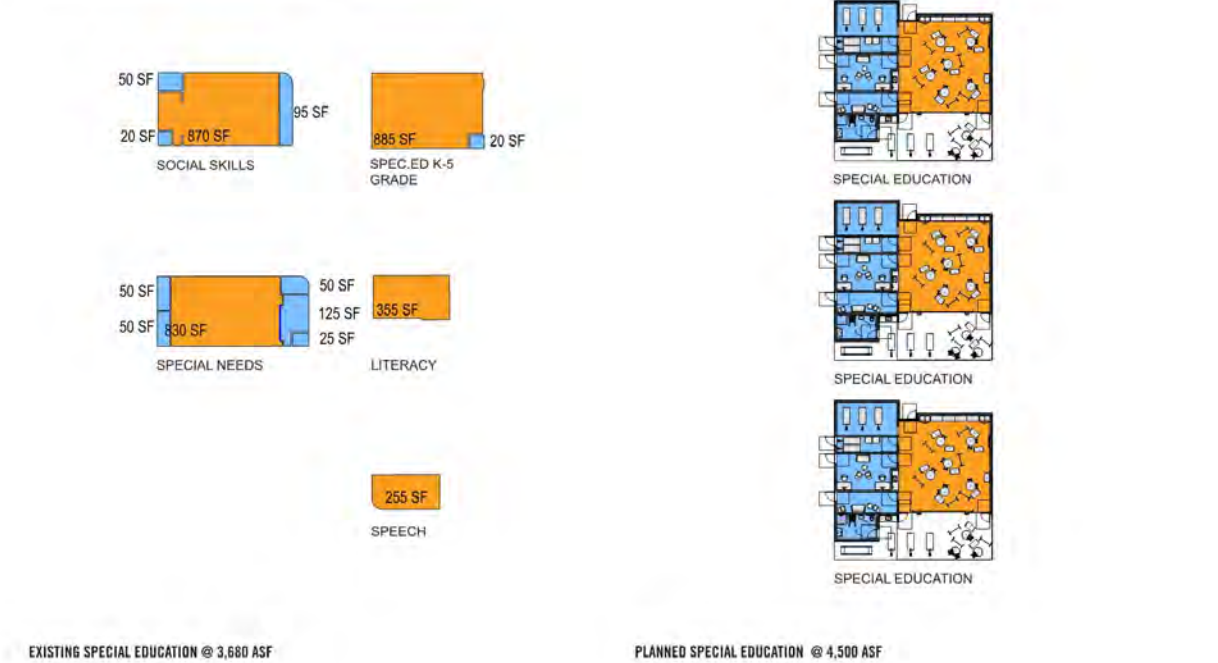 50 SF
95 SF
20 SF
870 SF
SOCIAL SKILLS
885 SF
20 SF
SPEC.ED K-5
GRADE
50 SF
50 SF
830 SF
50 SF
125 SF
25 SF
SPECIAL NEEDS
355 SF
LITERACY
255 SF
SPEECH
EXISTING SPECIAL EDUCATION @ 3,680 ASF
SPECIAL EDUCATION
SPECIAL EDUCATION
SPECIAL EDUCATION
PLANNED SPECIAL EDUCATION @ 4,500 ASF